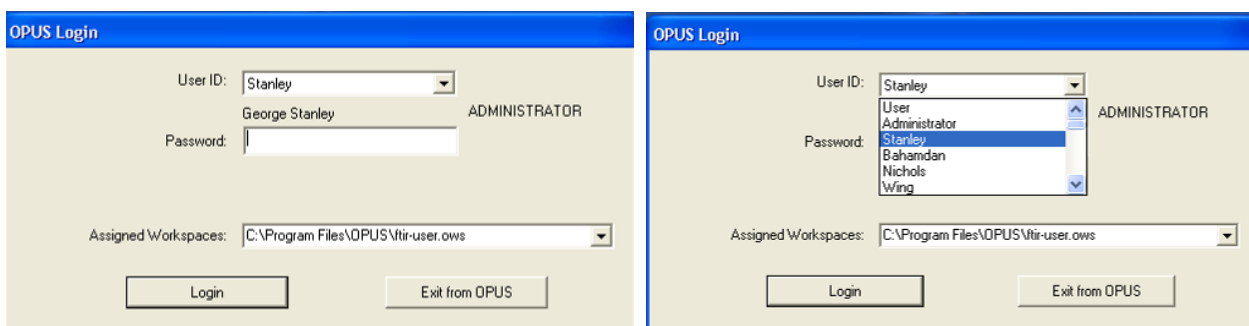 OPUS Login
User ID: Stanley
George Stanley ADMINISTRATOR
Password:
Assigned Workspaces: C:\Program Files\OPUS\ftir-user.ows
Login Exit from OPUS
OPUS Login
User ID: Stanley
User
Administrator ADMINISTRATOR
Password: Stanley
Bahamdan
Nichols
Wing
Assigned Workspaces: C:\Program Files\OPUS\ftir-user.ows
Login Exit from OPUS